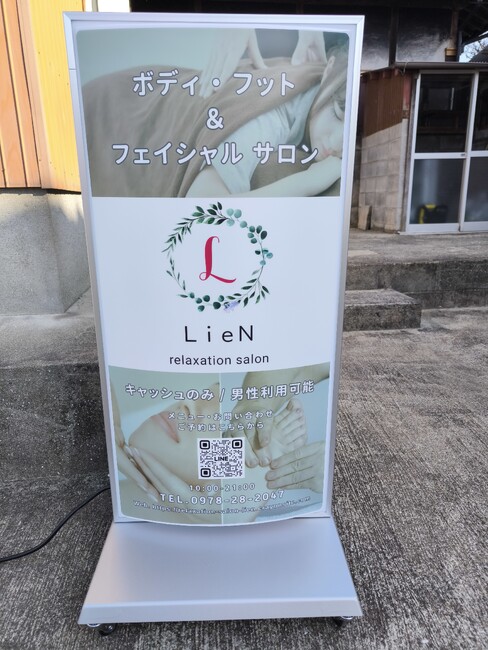 ボディ・フット
&
フェイシャル サロン
L
LieN
relaxation salon
キャッシュのみ / 男性利用可能
メニュー・お問い合わせ
ご予約はこちらから
LINE
10:00-21:00
TEL.0978-28-2047